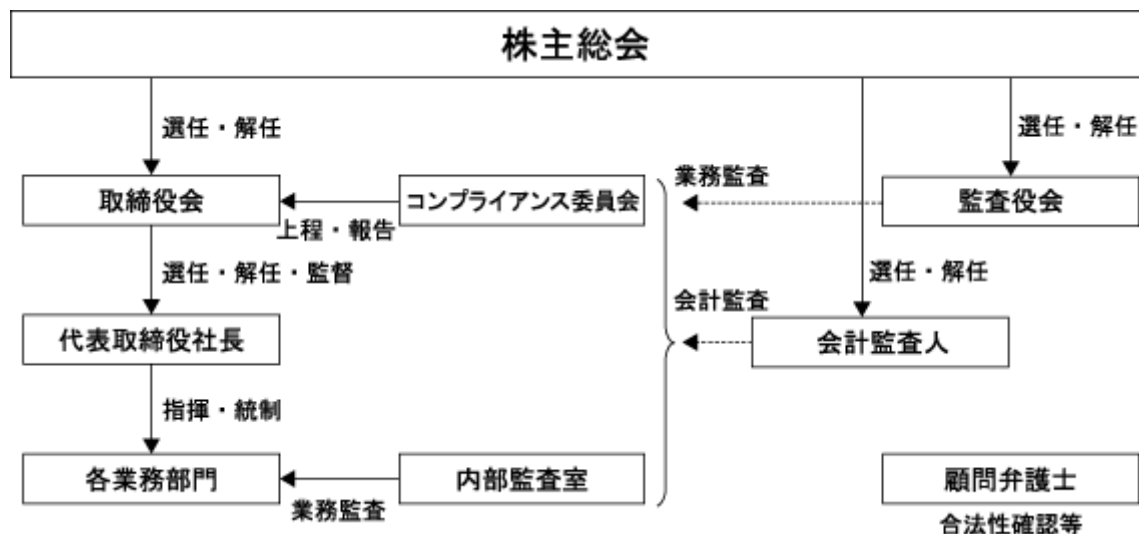 株主総会
選任・解任
選任・解任
取締役会
コンプライアンス委員会
業務監査
監査役会
上程・報告
選任・解任・監督
選任・解任
会計監査
代表取締役社長
会計監査人
指揮・統制
各業務部門
内部監査室
顧問弁護士
業務監査
合法性確認等